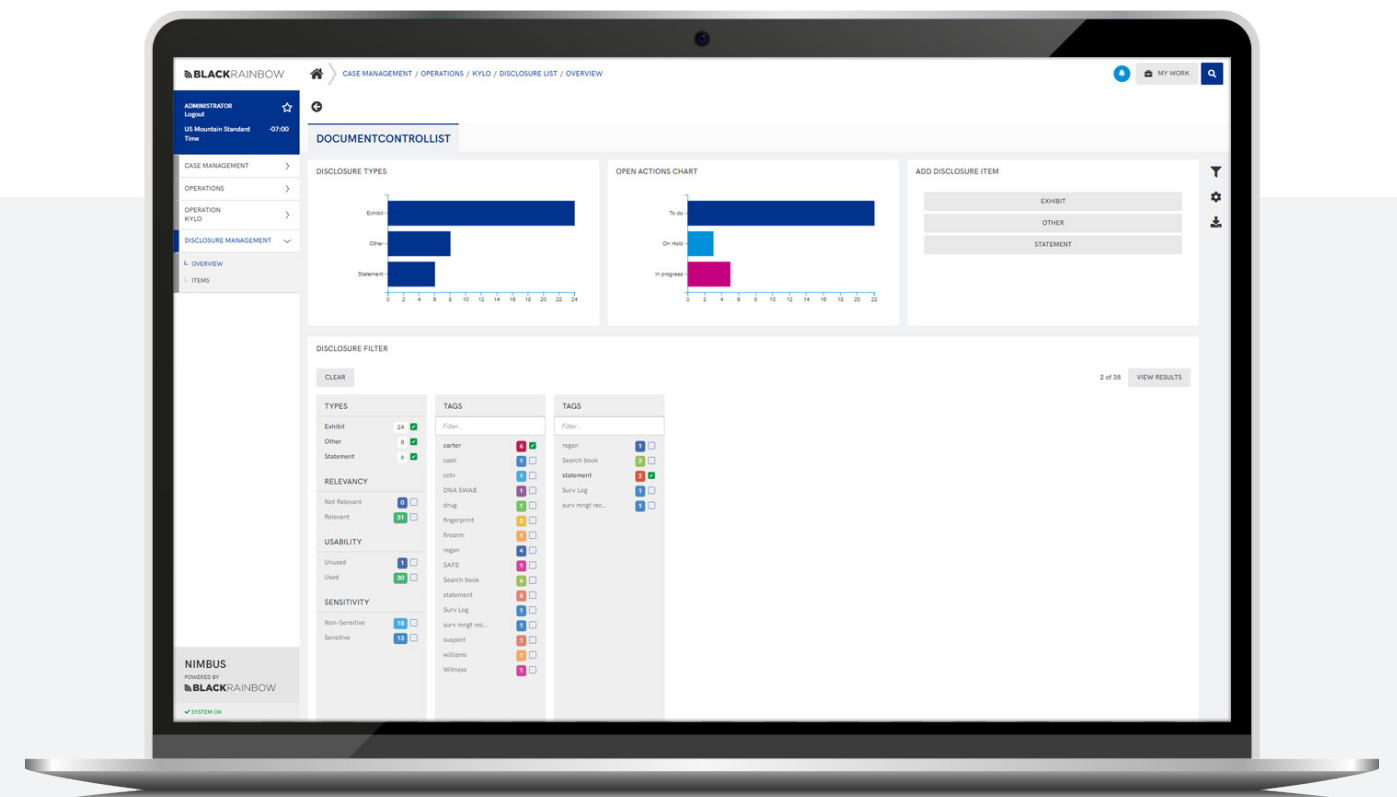 BLACKRAINBOW
CASE MANAGEMENT / OPERATIONS / KYLO / DISCLOSURE LIST / OVERVIEW
MY WORK
ADMINISTRATOR
Logout
US Mountain Standard Time -07:00
CASE MANAGEMENT
OPERATIONS
OPERATION KYLO
DISCLOSURE MANAGEMENT
OVERVIEW
ITEMS
NIMBUS
POWERED BY
BLACKRAINBOW
SYSTEM OK
DOCUMENTCONTROLLIST
DISCLOSURE TYPES
Exhibit
Other
Statement
0 2 4 6 8 10 12 14 16 18 20 22 24
OPEN ACTIONS CHART
To do
On Hold
In progress
0 2 4 6 8 10 12 14 16 18 20 22
ADD DISCLOSURE ITEM
EXHIBIT
OTHER
STATEMENT
DISCLOSURE FILTER
CLEAR
2 of 38
VIEW RESULTS
TYPES
Exhibit 24
Other 8
Statement 6
RELEVANCY
Not Relevant 0
Relevant 31
USABILITY
Unused 1
Used 30
SENSITIVITY
Non-Sensitive 18
Sensitive 13
TAGS
Filter..
carter 6
cash 1
cctv 1
DNA SWAB 1
drug 1
fingerprint 2
firearm 1
regan 4
SAFE 1
Search book 6
statement 6
Surv Log 1
surv mngt rec... 1
suspect 1
williams
Witness 1
TAGS
Filter..
regan 1
Search book 2
statement 2
Surv Log 1
surv mngt rec... 1